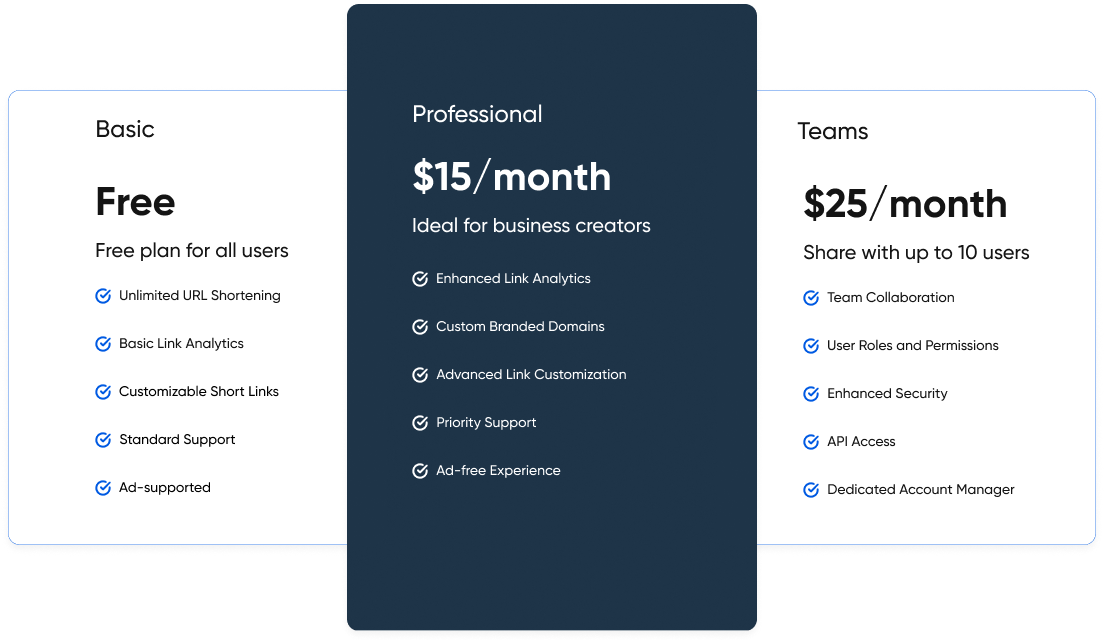 Basic
Free
Free plan for all users
Unlimited URL Shortening
Basic Link Analytics
Customizable Short Links
Standard Support
Ad-supported
Professional
$15/month
Ideal for business creators
Enhanced Link Analytics
Custom Branded Domains
Advanced Link Customization
Priority Support
Ad-free Experience
Teams
$25/month
Share with up to 10 users
Team Collaboration
User Roles and Permissions
Enhanced Security
API Access
Dedicated Account Manager